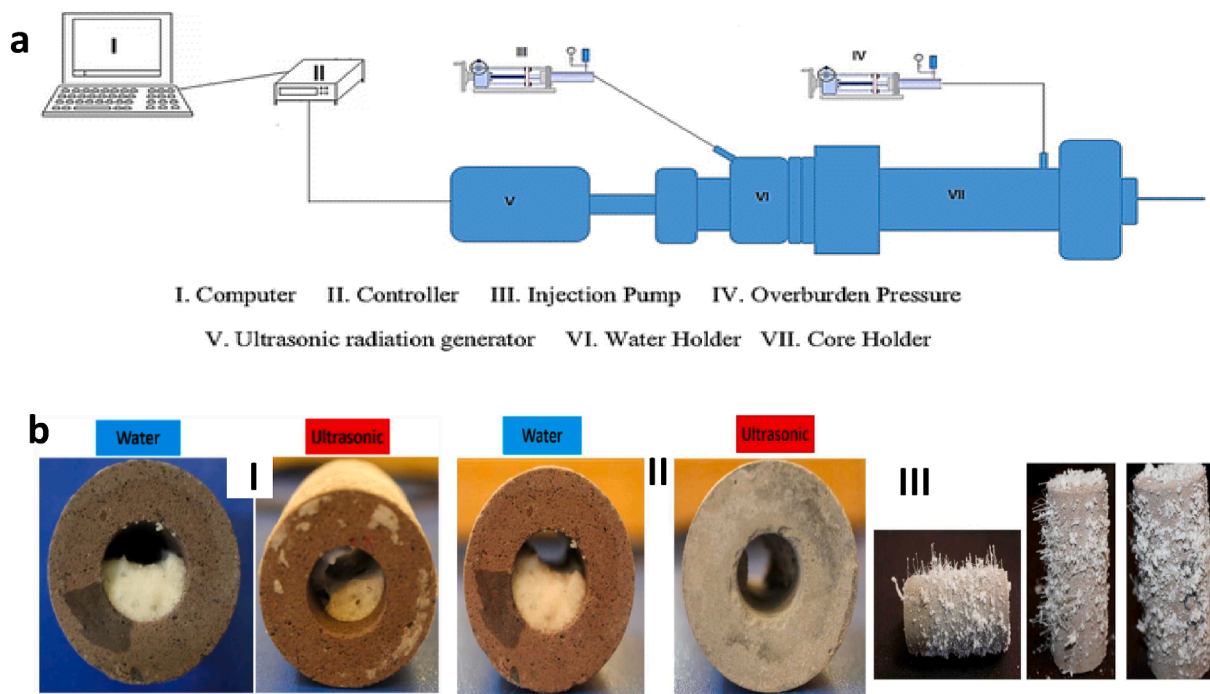 a
I
II
III
IV
V
VI
VII
I. Computer II. Controller III. Injection Pump IV. Overburden Pressure
V. Ultrasonic radiation generator VI. Water Holder VII. Core Holder
b
Water
I
Ultrasonic
Water
II
Ultrasonic
III